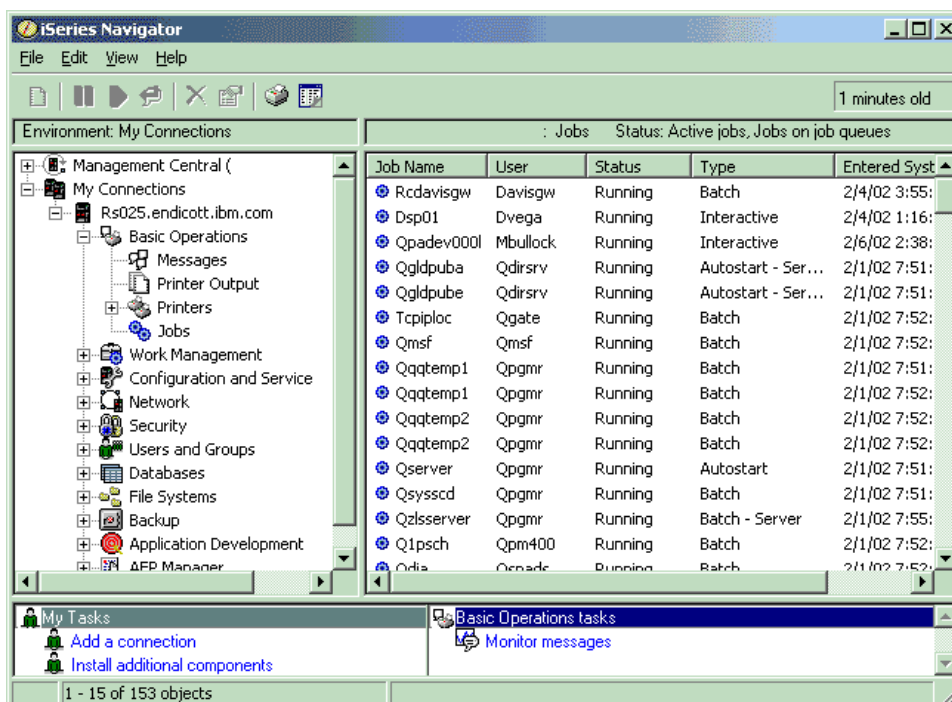 iSeries Navigator
File Edit View Help
1 minutes old
Environment: My Connections
: Jobs Status: Active jobs, Jobs on job queues
Management Central (
My Connections
Rs025.endicott.ibm.com
Basic Operations
Messages
Printer Output
Printers
Jobs
Work Management
Configuration and Service
Network
Security
Users and Groups
Databases
File Systems
Backup
Application Development
AFP Manager
Job Name User Status Type Entered Syst
Rcdavisgw Davisgw Running Batch 2/4/02 3:55:
Dsp01 Dvega Running Interactive 2/4/02 1:16:
Qpadev000l Mbullock Running Interactive 2/6/02 2:38:
Qgldpuba Qdirsrv Running Autostart - Ser... 2/1/02 7:51:
Qgldpube Qdirsrv Running Autostart - Ser... 2/1/02 7:51:
Tcpiploc Qgate Running Batch 2/1/02 7:52:
Qmsf Qmsf Running Batch 2/1/02 7:52:
Qqqtemp1 Qpgmr Running Batch 2/1/02 7:51:
Qqqtemp1 Qpgmr Running Batch 2/1/02 7:52:
Qqqtemp2 Qpgmr Running Batch 2/1/02 7:52:
Qqqtemp2 Qpgmr Running Batch 2/1/02 7:52:
Qserver Qpgmr Running Autostart 2/1/02 7:51:
Qsysscd Qpgmr Running Batch 2/1/02 7:51:
Qzlsserver Qpgmr Running Batch - Server 2/1/02 7:55:
Q1psch Qpm400 Running Batch 2/1/02 7:52:
Qdia Qsnads Running Batch 2/1/02 7:52:
My Tasks
Add a connection
Install additional components
Basic Operations tasks
Monitor messages
1 - 15 of 153 objects